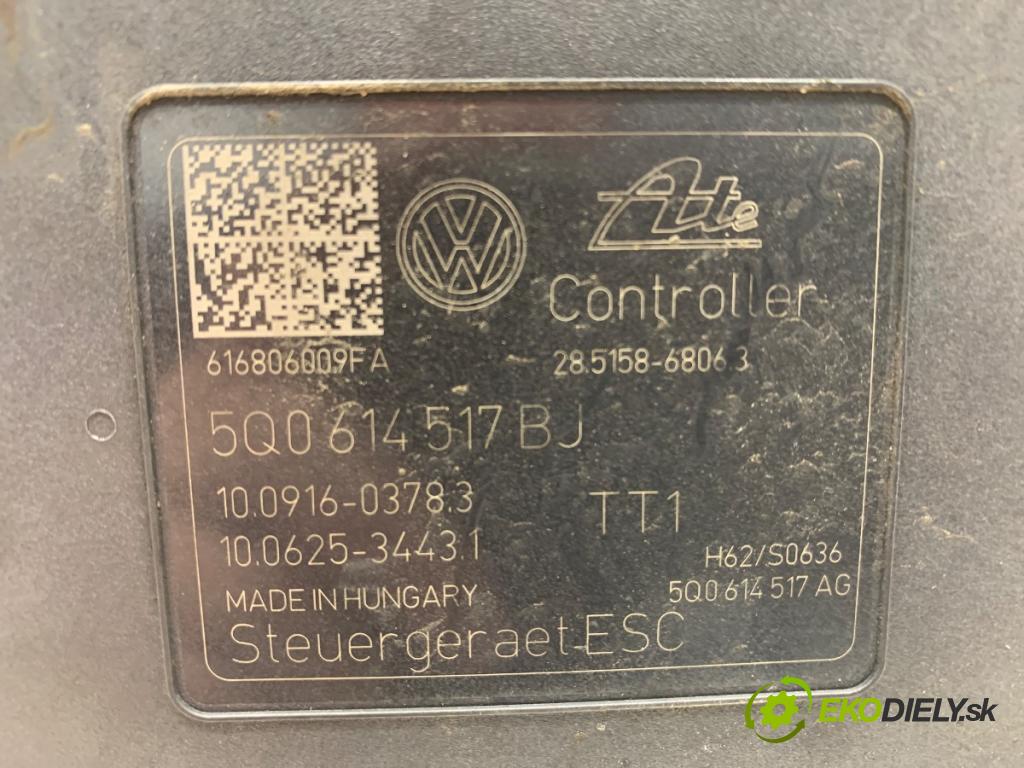 Ate
Controller
616806009FA 28.5158-6806.3
5Q0 614 517 BJ
10.0916-0378.3
TT1
10.0625-3443.1
H62/S0636
MADE IN HUNGARY
5Q0 614 517 AG
Steuergeraet ESC
EKODIELY.sk